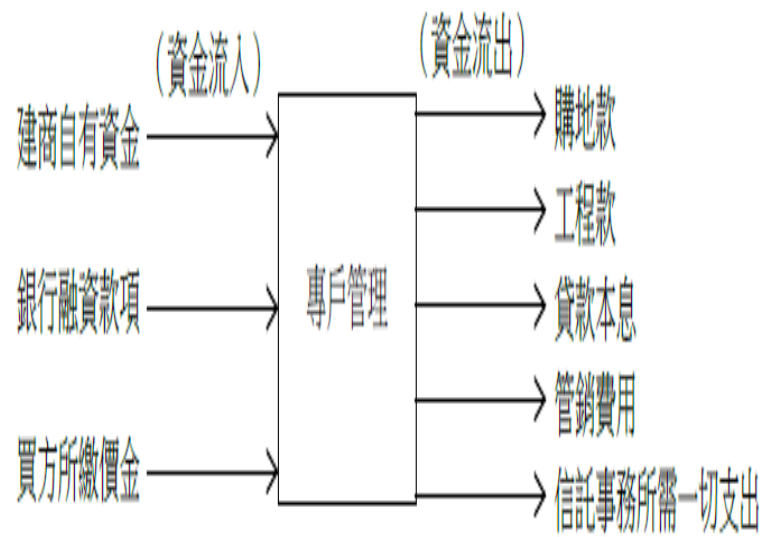 （資金流入）
（資金流出）
建商自有資金
銀行融資款項
買方所繳價金
專戶管理
購地款
工程款
貸款本息
管銷費用
信託事務所需一切支出